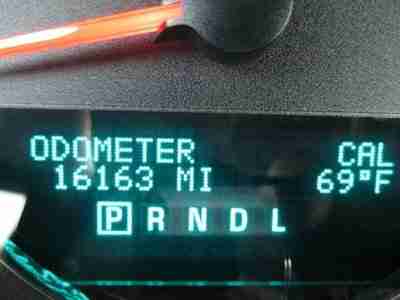 ODOMETER CAL
16163 MI 69°F
P R N D L